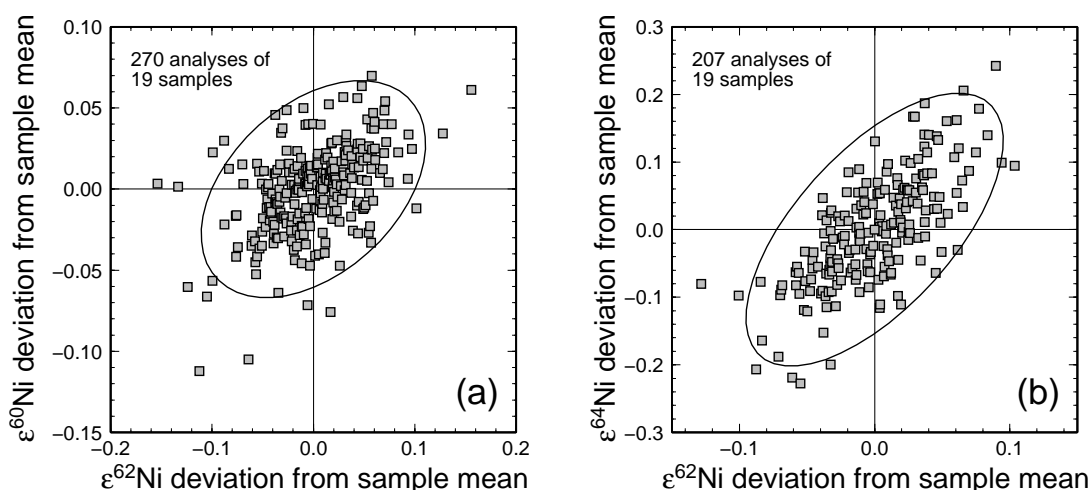 270 analyses of
19 samples
(a)
0.10
0.05
0.00
−0.05
−0.10
−0.15
−0.2
−0.1
0.0
0.1
0.2
ε⁶⁰Ni deviation from sample mean
ε⁶²Ni deviation from sample mean
207 analyses of
19 samples
(b)
0.3
0.2
0.1
0.0
−0.1
−0.2
−0.3
−0.1
0.0
0.1
ε⁶⁴Ni deviation from sample mean
ε⁶²Ni deviation from sample mean